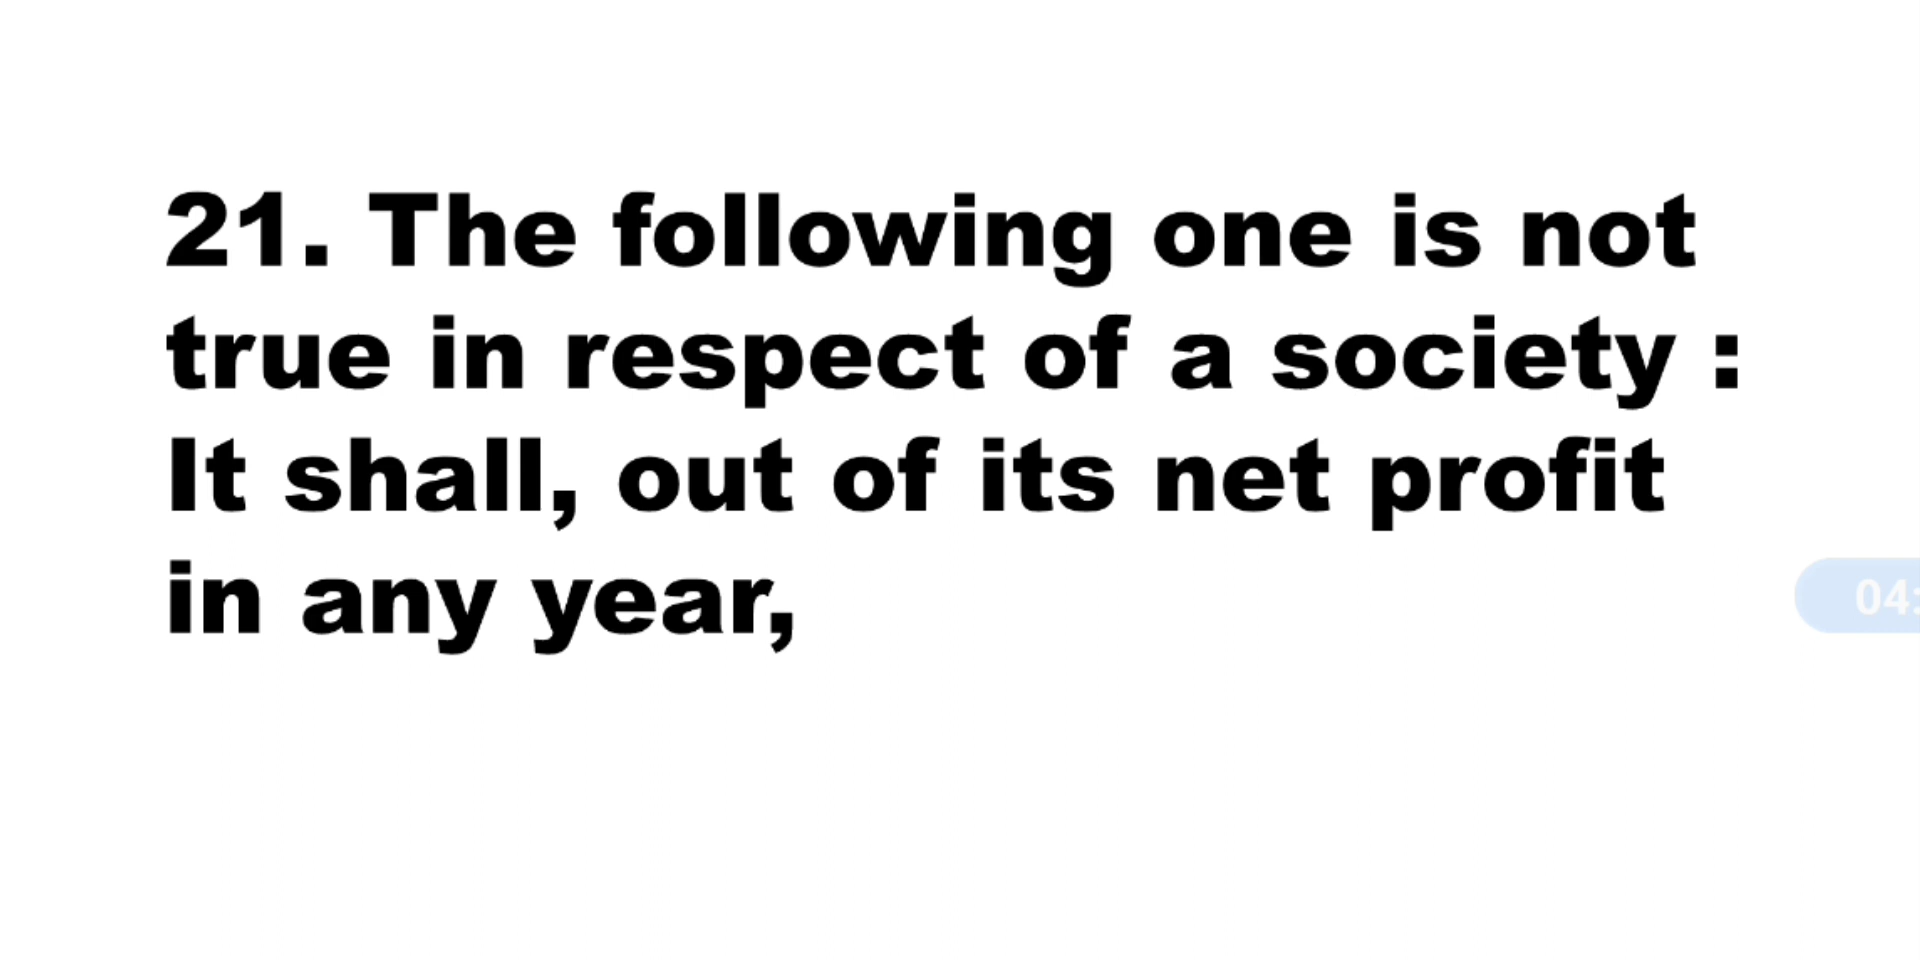 21. The following one is not
true in respect of a society :
It shall, out of its net profit
in any year,
04: